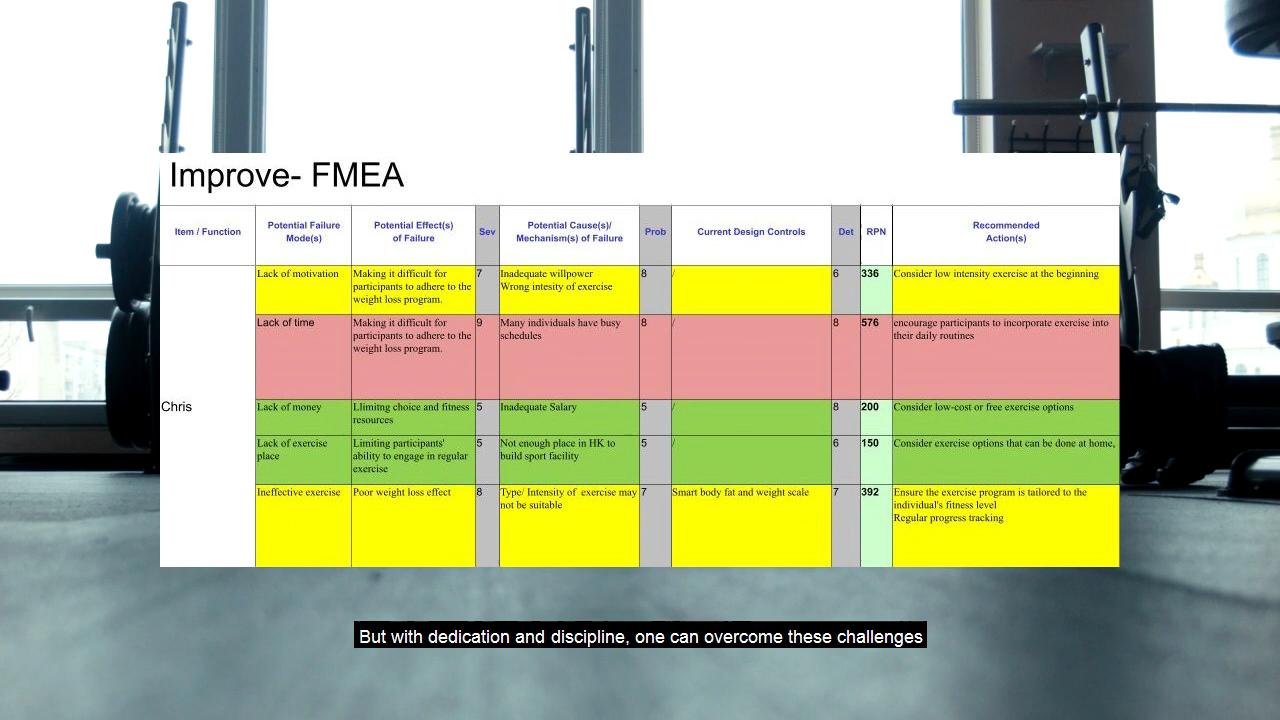 Improve- FMEA
Item / Function
Potential Failure
Mode(s)
Potential Effect(s)
of Failure
Sev
Potential Cause(s)/
Mechanism(s) of Failure
Prob
Current Design Controls
Det
RPN
Recommended
Action(s)
Chris
Lack of motivation
Making it difficult for
participants to adhere to the
weight loss program.
7
Inadequate willpower
Wrong intesity of exercise
8
/
6
336
Consider low intensity exercise at the beginning
Lack of time
Making it difficult for
participants to adhere to the
weight loss program.
9
Many individuals have busy
schedules
8
/
8
576
encourage participants to incorporate exercise into
their daily routines
Lack of money
Llimitng choice and fitness
resources
5
Inadequate Salary
5
/
8
200
Consider low-cost or free exercise options
Lack of exercise
place
Limiting participants'
ability to engage in regular
exercise
5
Not enough place in HK to
build sport facility
5
/
6
150
Consider exercise options that can be done at home,
Ineffective exercise
Poor weight loss effect
8
Type/ Intensity of exercise may
not be suitable
7
Smart body fat and weight scale
7
392
Ensure the exercise program is tailored to the
individual's fitness level
Regular progress tracking
But with dedication and discipline, one can overcome these challenges